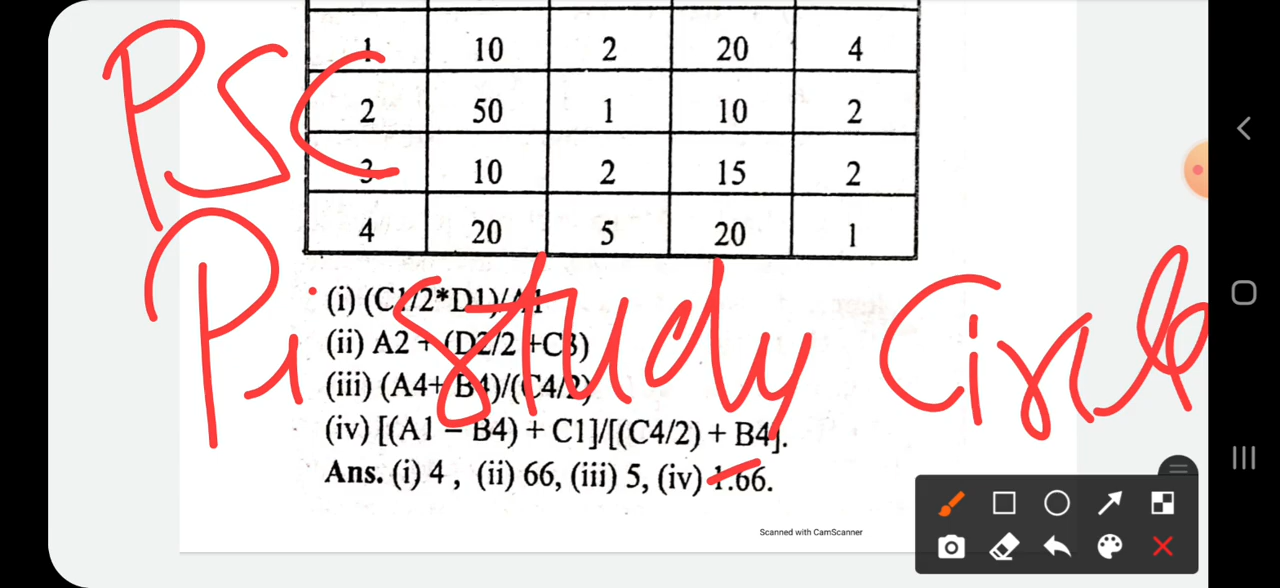 1 10 2 20 4
2 50 1 10 2
3 10 2 15 2
4 20 5 20 1
PSC
Pi Study Circle
(i) (C1/2*D1)/A1
(ii) A2 + (D2/2 +C3)
(iii) (A4+ B4)/(C4/2)
(iv) [(A1 – B4) + C1]/[(C4/2) + B4].
Ans. (i) 4 , (ii) 66, (iii) 5, (iv) 1.66.
Scanned with CamScanner